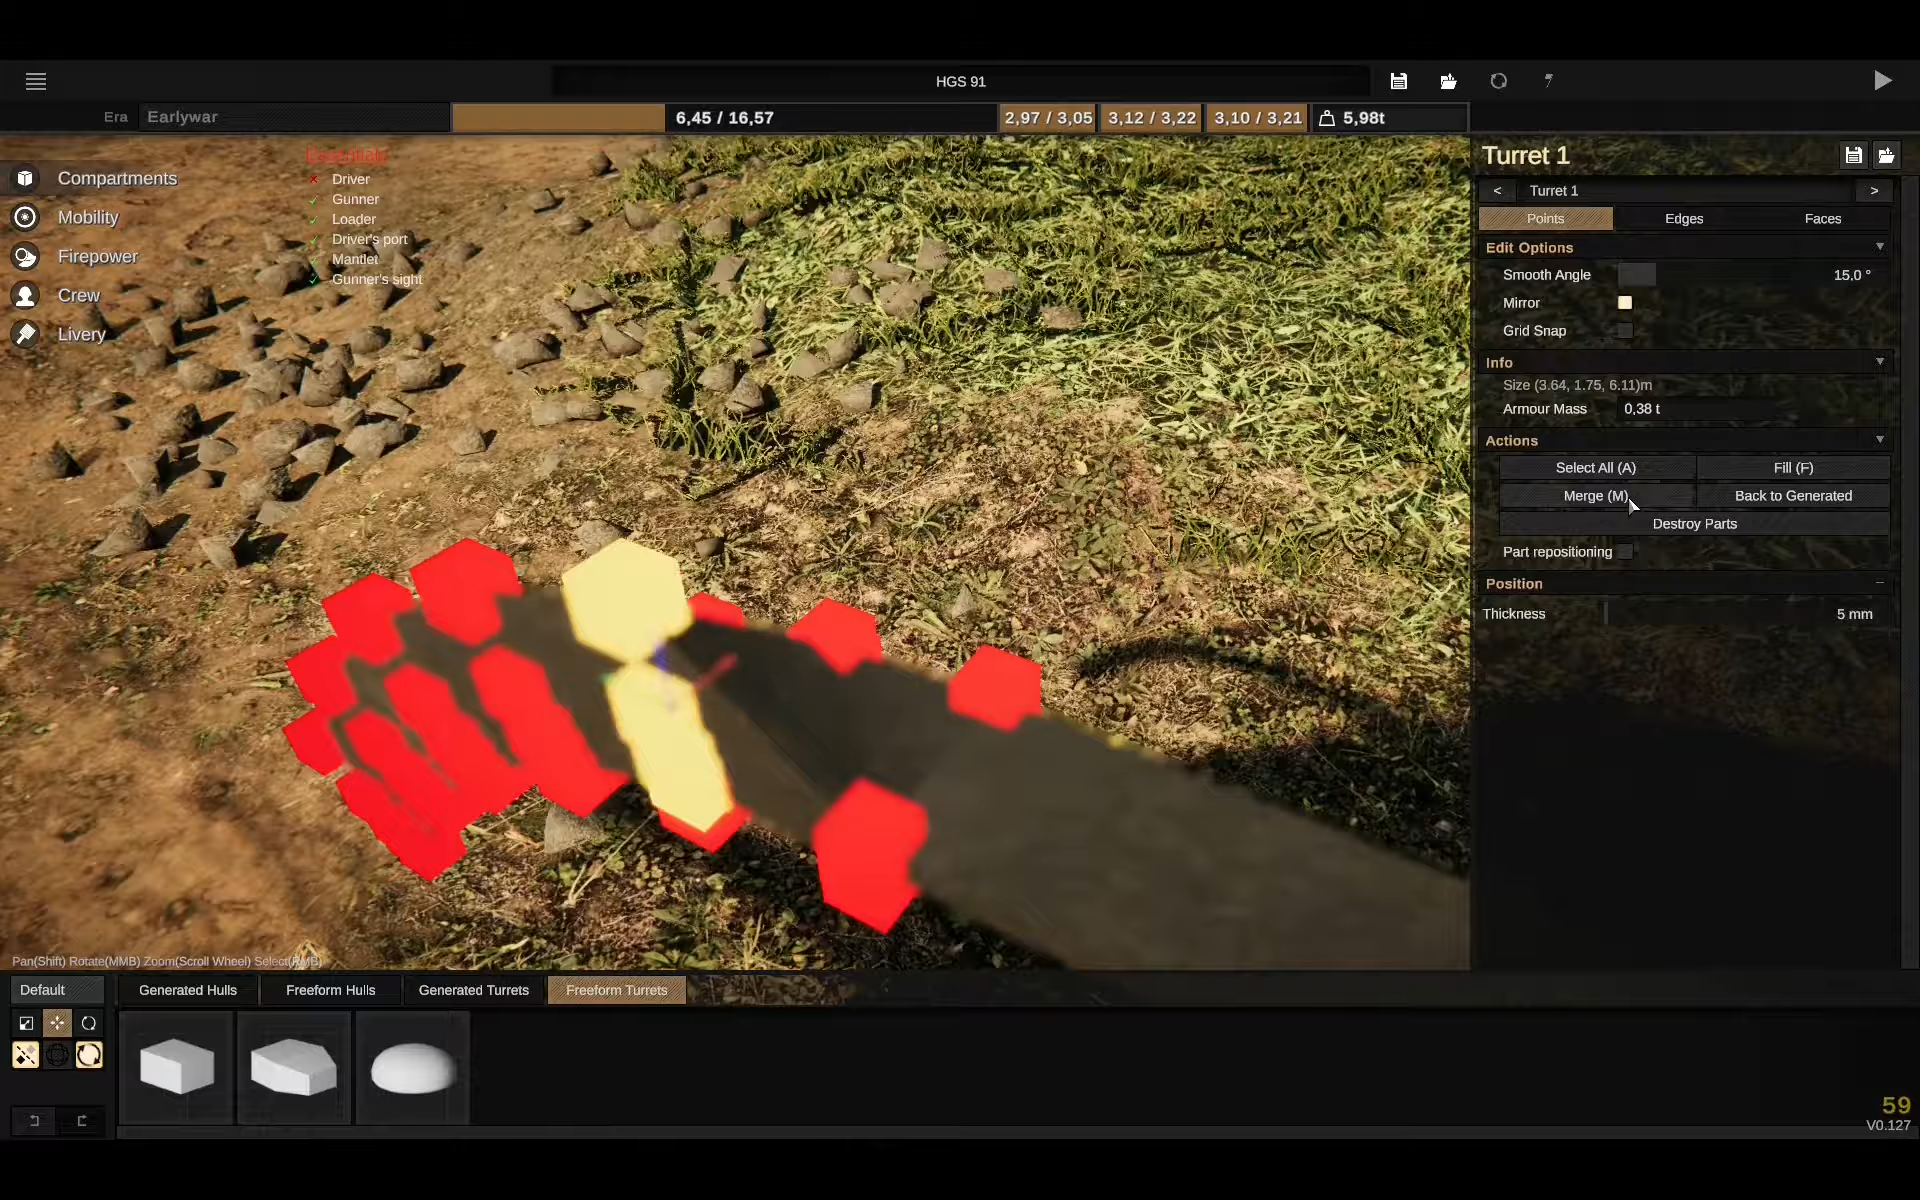 HGS 91
Era Earlywar 6,45 / 16,57 2,97 / 3,05 3,12 / 3,22 3,10 / 3,21 5,98t
Compartments
Mobility
Firepower
Crew
Livery
Essentials
Driver
Gunner
Loader
Driver's port
Mantlet
Gunner's sight
Turret 1
< Turret 1 >
Points Edges Faces
Edit Options
Smooth Angle 15,0 °
Mirror
Grid Snap
Info
Size (3.64, 1.75, 6.11)m
Armour Mass 0,38 t
Actions
Select All (A) Fill (F)
Merge (M) Back to Generated
Destroy Parts
Part repositioning
Position
Thickness 5 mm
Pan(Shift) Rotate(MMB) Zoom(Scroll Wheel) Select(RMB)
Default Generated Hulls Freeform Hulls Generated Turrets Freeform Turrets
59
V0.127